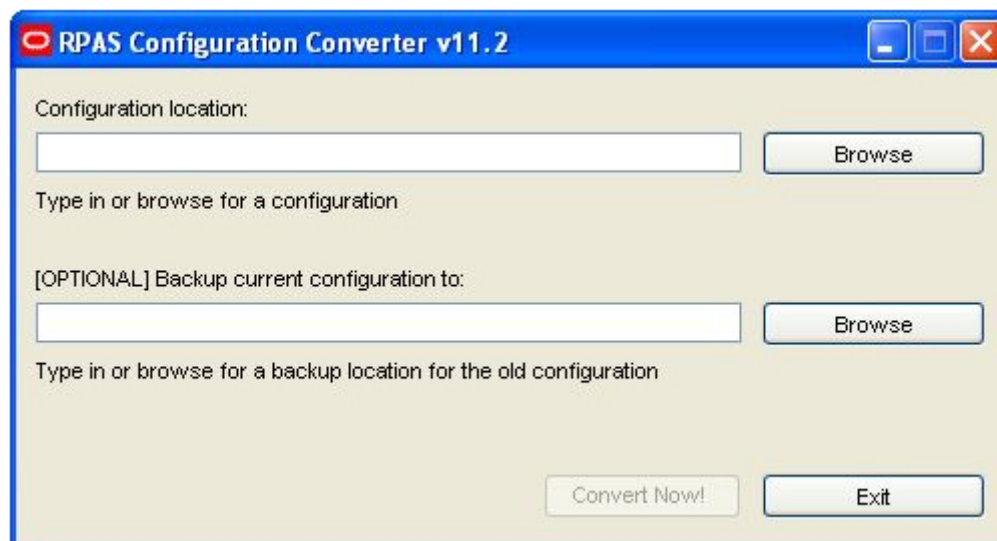 RPAS Configuration Converter v11.2
Configuration location:
Browse
Type in or browse for a configuration
[OPTIONAL] Backup current configuration to:
Browse
Type in or browse for a backup location for the old configuration
Convert Now!
Exit